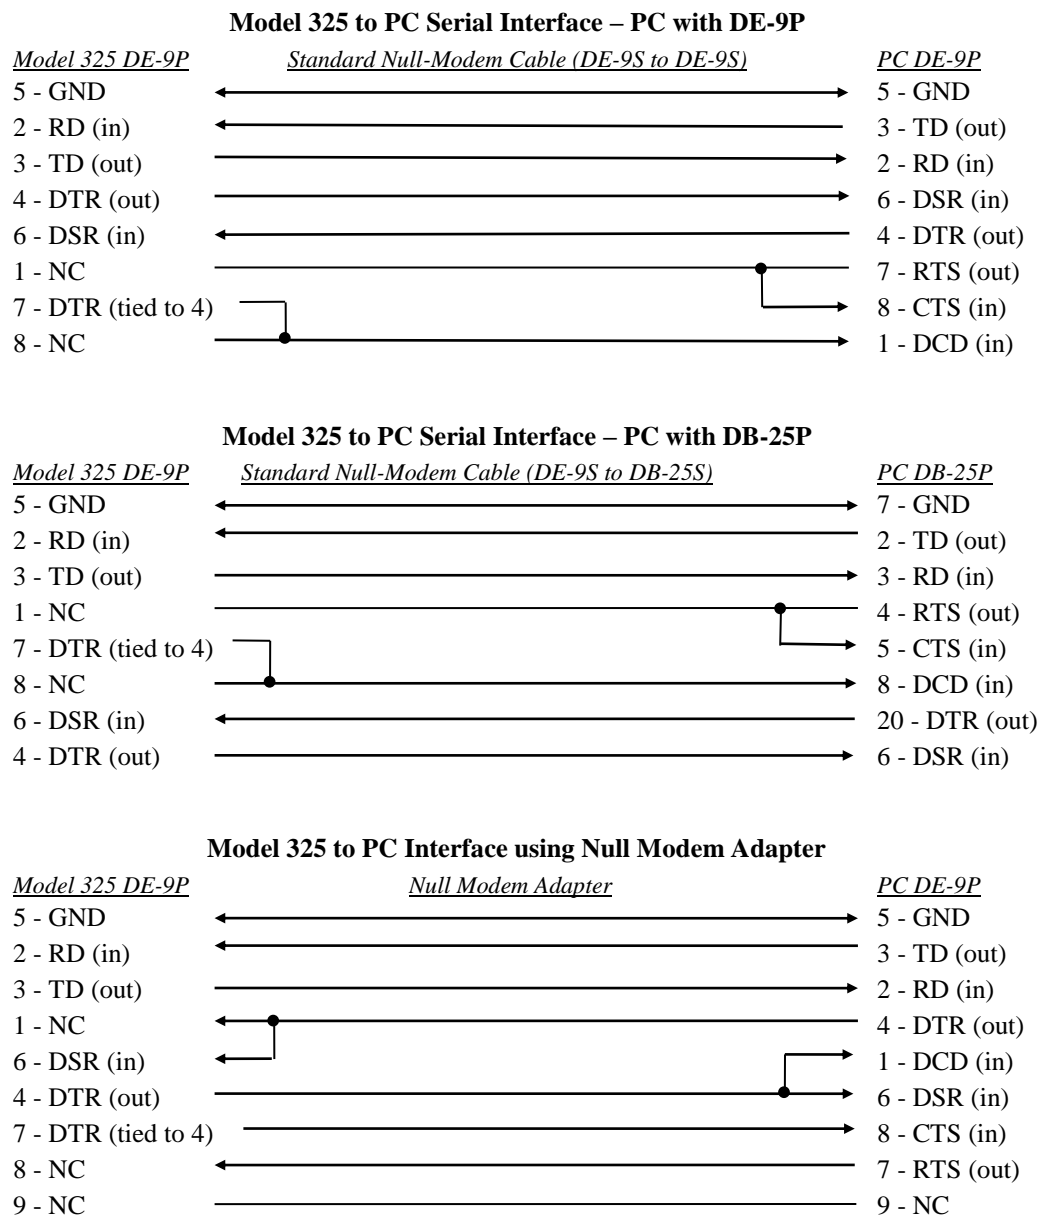 Model 325 to PC Serial Interface – PC with DE-9P
Model 325 DE-9P Standard Null-Modem Cable (DE-9S to DE-9S) PC DE-9P
5 - GND 5 - GND
2 - RD (in) 3 - TD (out)
3 - TD (out) 2 - RD (in)
4 - DTR (out) 6 - DSR (in)
6 - DSR (in) 4 - DTR (out)
1 - NC 7 - RTS (out)
7 - DTR (tied to 4) 8 - CTS (in)
8 - NC 1 - DCD (in)
Model 325 to PC Serial Interface – PC with DB-25P
Model 325 DE-9P Standard Null-Modem Cable (DE-9S to DB-25S) PC DB-25P
5 - GND 7 - GND
2 - RD (in) 2 - TD (out)
3 - TD (out) 3 - RD (in)
1 - NC 4 - RTS (out)
7 - DTR (tied to 4) 5 - CTS (in)
8 - NC 8 - DCD (in)
6 - DSR (in) 20 - DTR (out)
4 - DTR (out) 6 - DSR (in)
Model 325 to PC Interface using Null Modem Adapter
Model 325 DE-9P Null Modem Adapter PC DE-9P
5 - GND 5 - GND
2 - RD (in) 3 - TD (out)
3 - TD (out) 2 - RD (in)
1 - NC 4 - DTR (out)
6 - DSR (in) 1 - DCD (in)
4 - DTR (out) 6 - DSR (in)
7 - DTR (tied to 4) 8 - CTS (in)
8 - NC 7 - RTS (out)
9 - NC 9 - NC